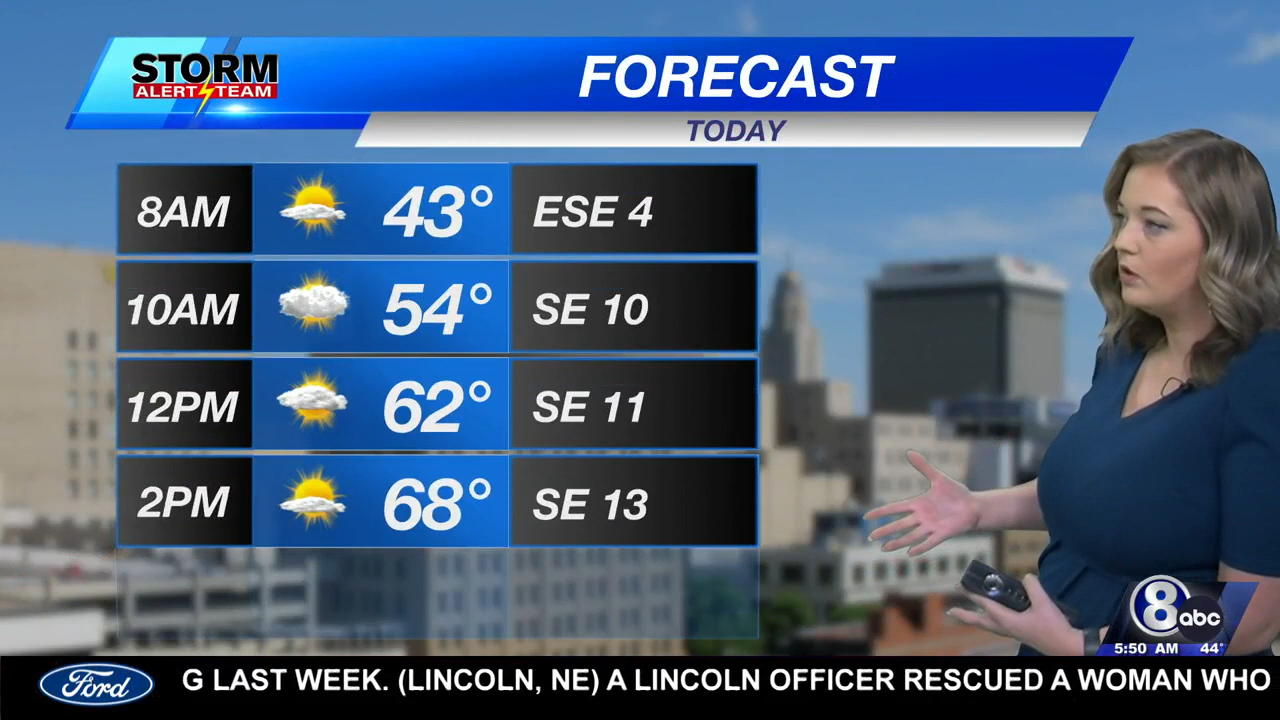 STORM
ALERT TEAM
FORECAST
TODAY
8AM 43° ESE 4
10AM 54° SE 10
12PM 62° SE 11
2PM 68° SE 13
8 abc
5:50 AM 44°
Ford G LAST WEEK. (LINCOLN, NE) A LINCOLN OFFICER RESCUED A WOMAN WHO